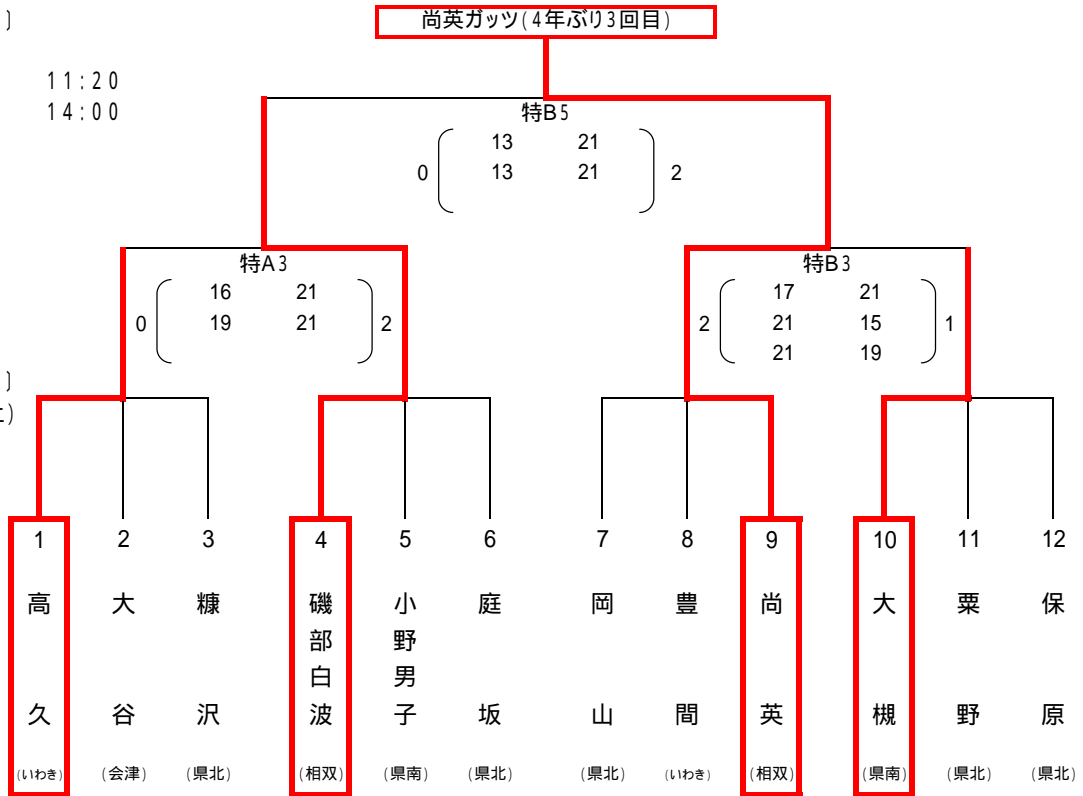 )
尚英ガッツ(4年ぶり3回目)
11:20
14:00
特B5
13 21
0 13 21 2
特A3
16 21
0 19 21 2
特B3
17 21
2 21 15 1
21 19
)
)
1 2 3 4 5 6 7 8 9 10 11 12
高久
(いわき)
大谷
(会津)
糠沢
(県北)
磯部白波
(相双)
小野男子
(県南)
庭坂
(県北)
岡山
(県北)
豊間
(いわき)
尚英
(相双)
大槻
(県南)
粟野
(県北)
保原
(県北)